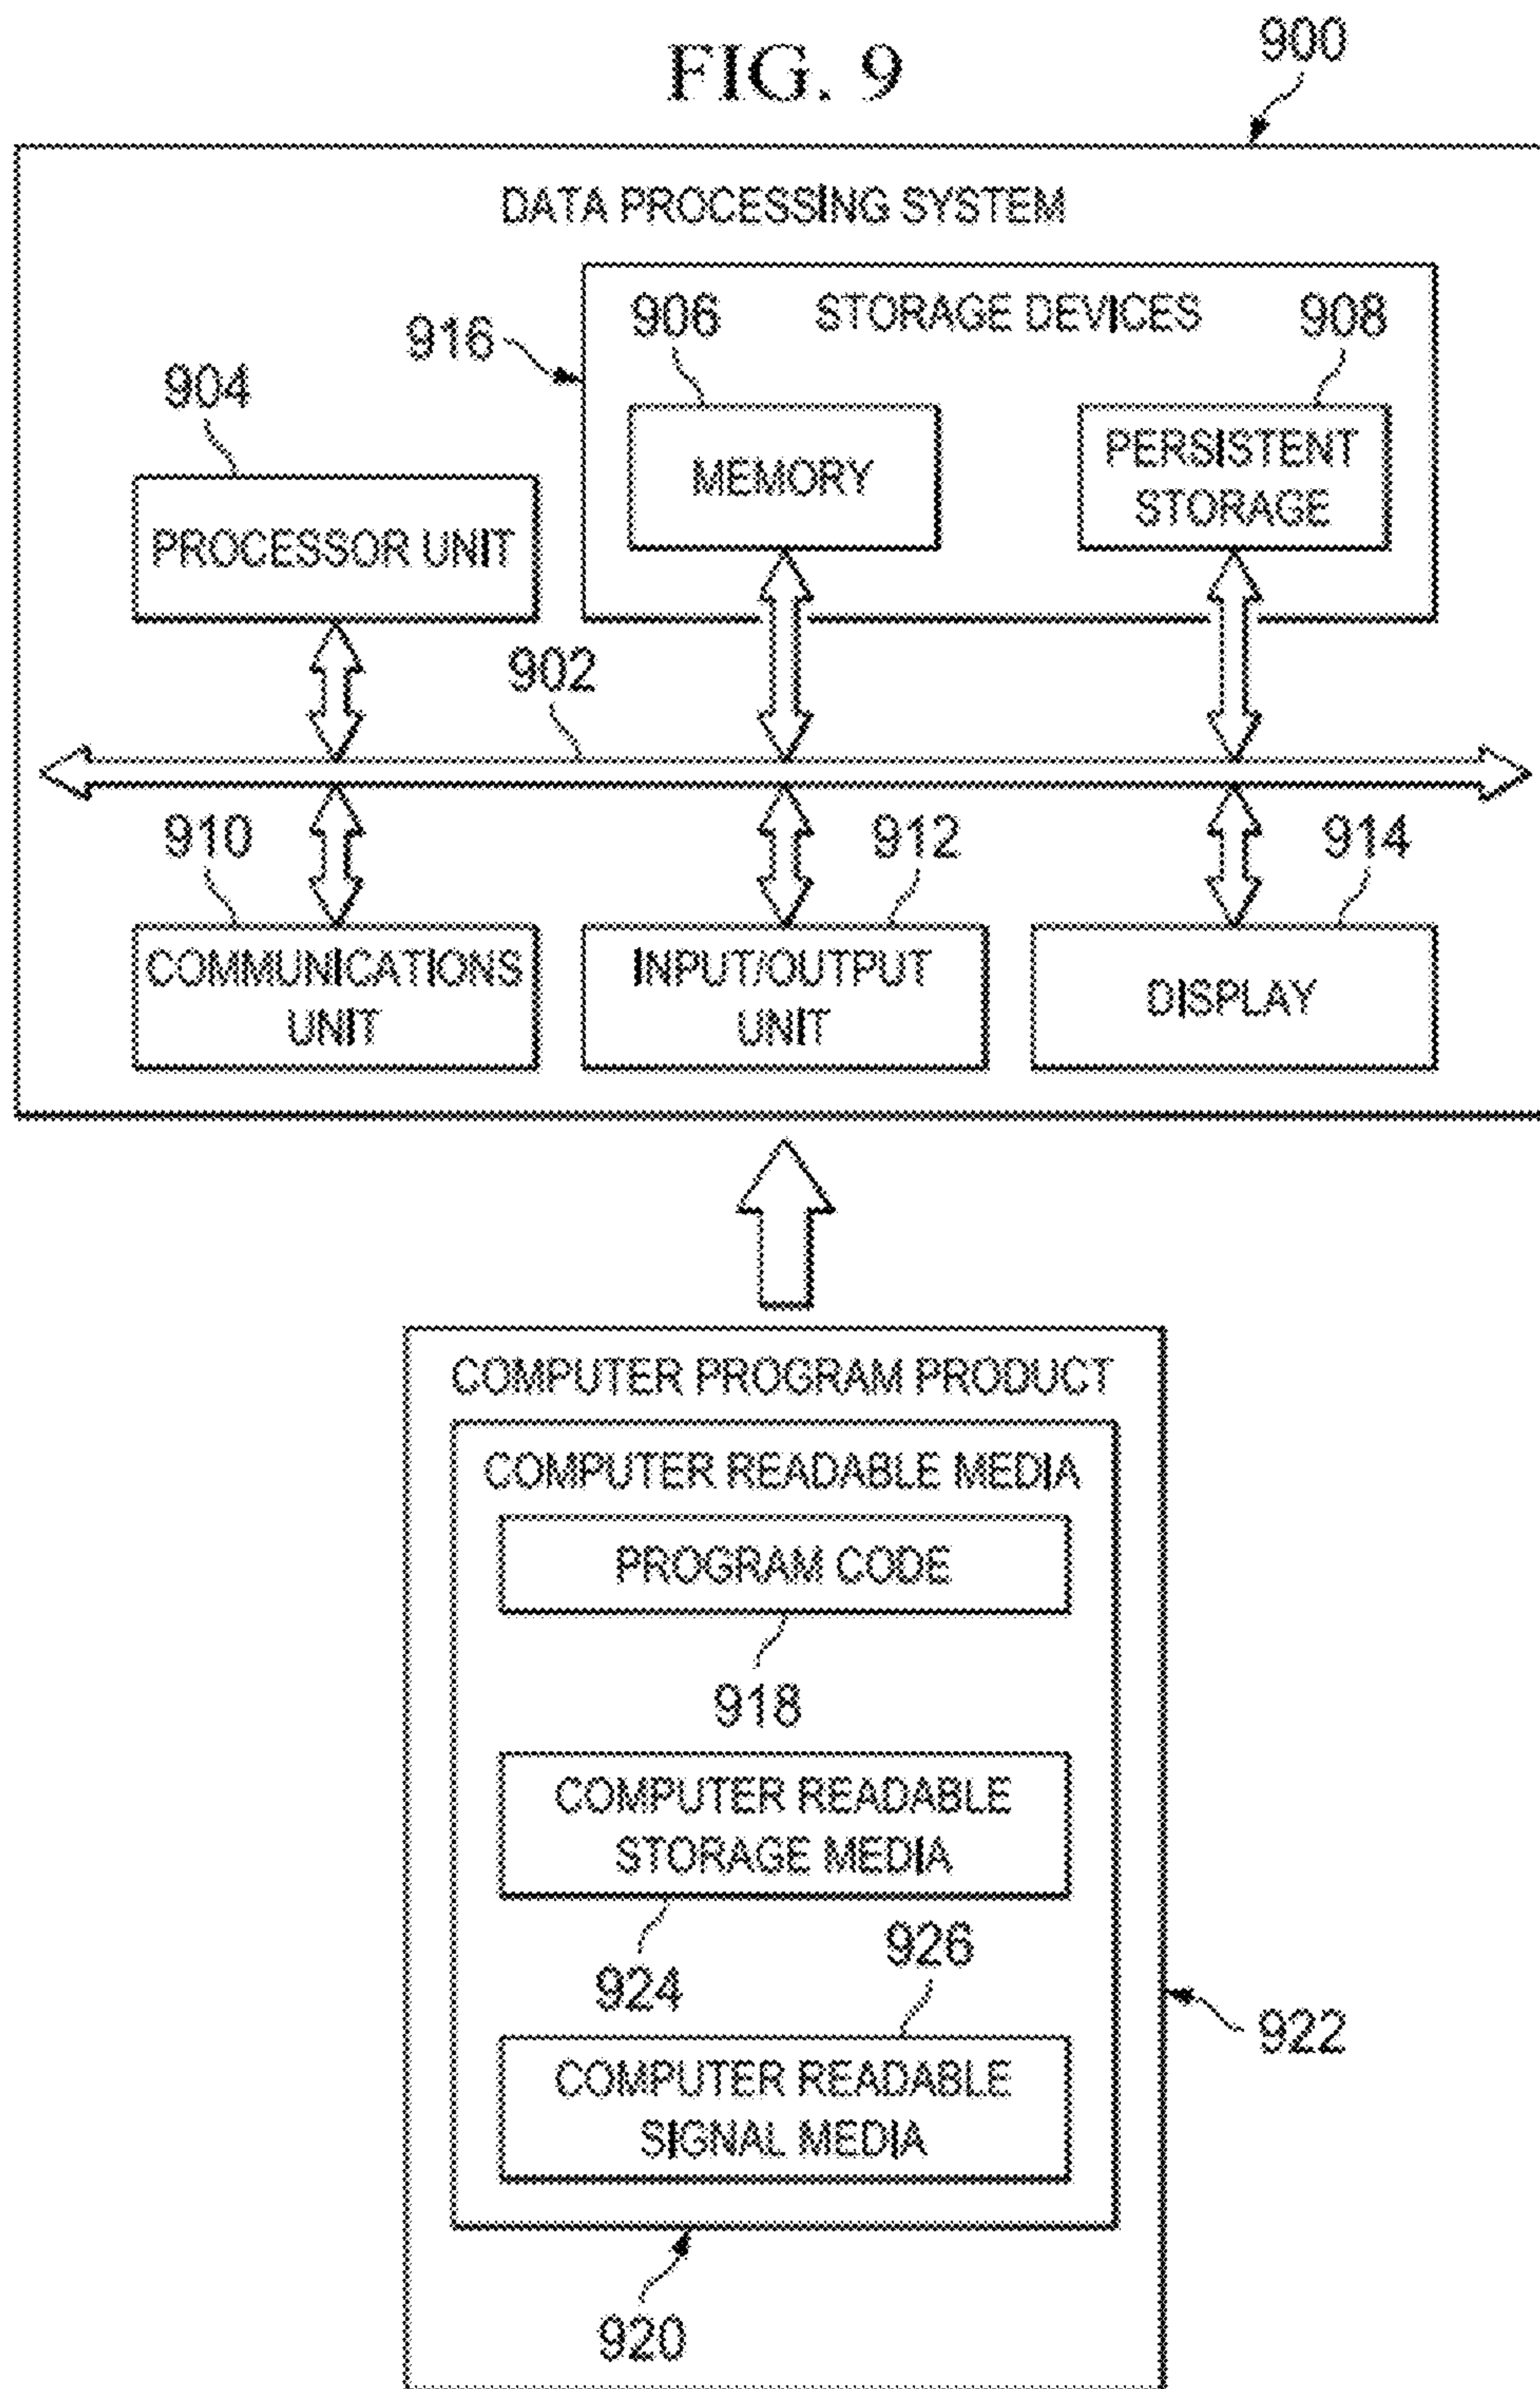 FIG. 9
900
DATA PROCESSING SYSTEM
916
906
STORAGE DEVICES
908
904
MEMORY
PERSISTENT
STORAGE
PROCESSOR UNIT
902
910
912
914
COMMUNICATIONS
UNIT
INPUT/OUTPUT
UNIT
DISPLAY
COMPUTER PROGRAM PRODUCT
COMPUTER READABLE MEDIA
PROGRAM CODE
918
COMPUTER READABLE
STORAGE MEDIA
924
926
COMPUTER READABLE
SIGNAL MEDIA
922
920